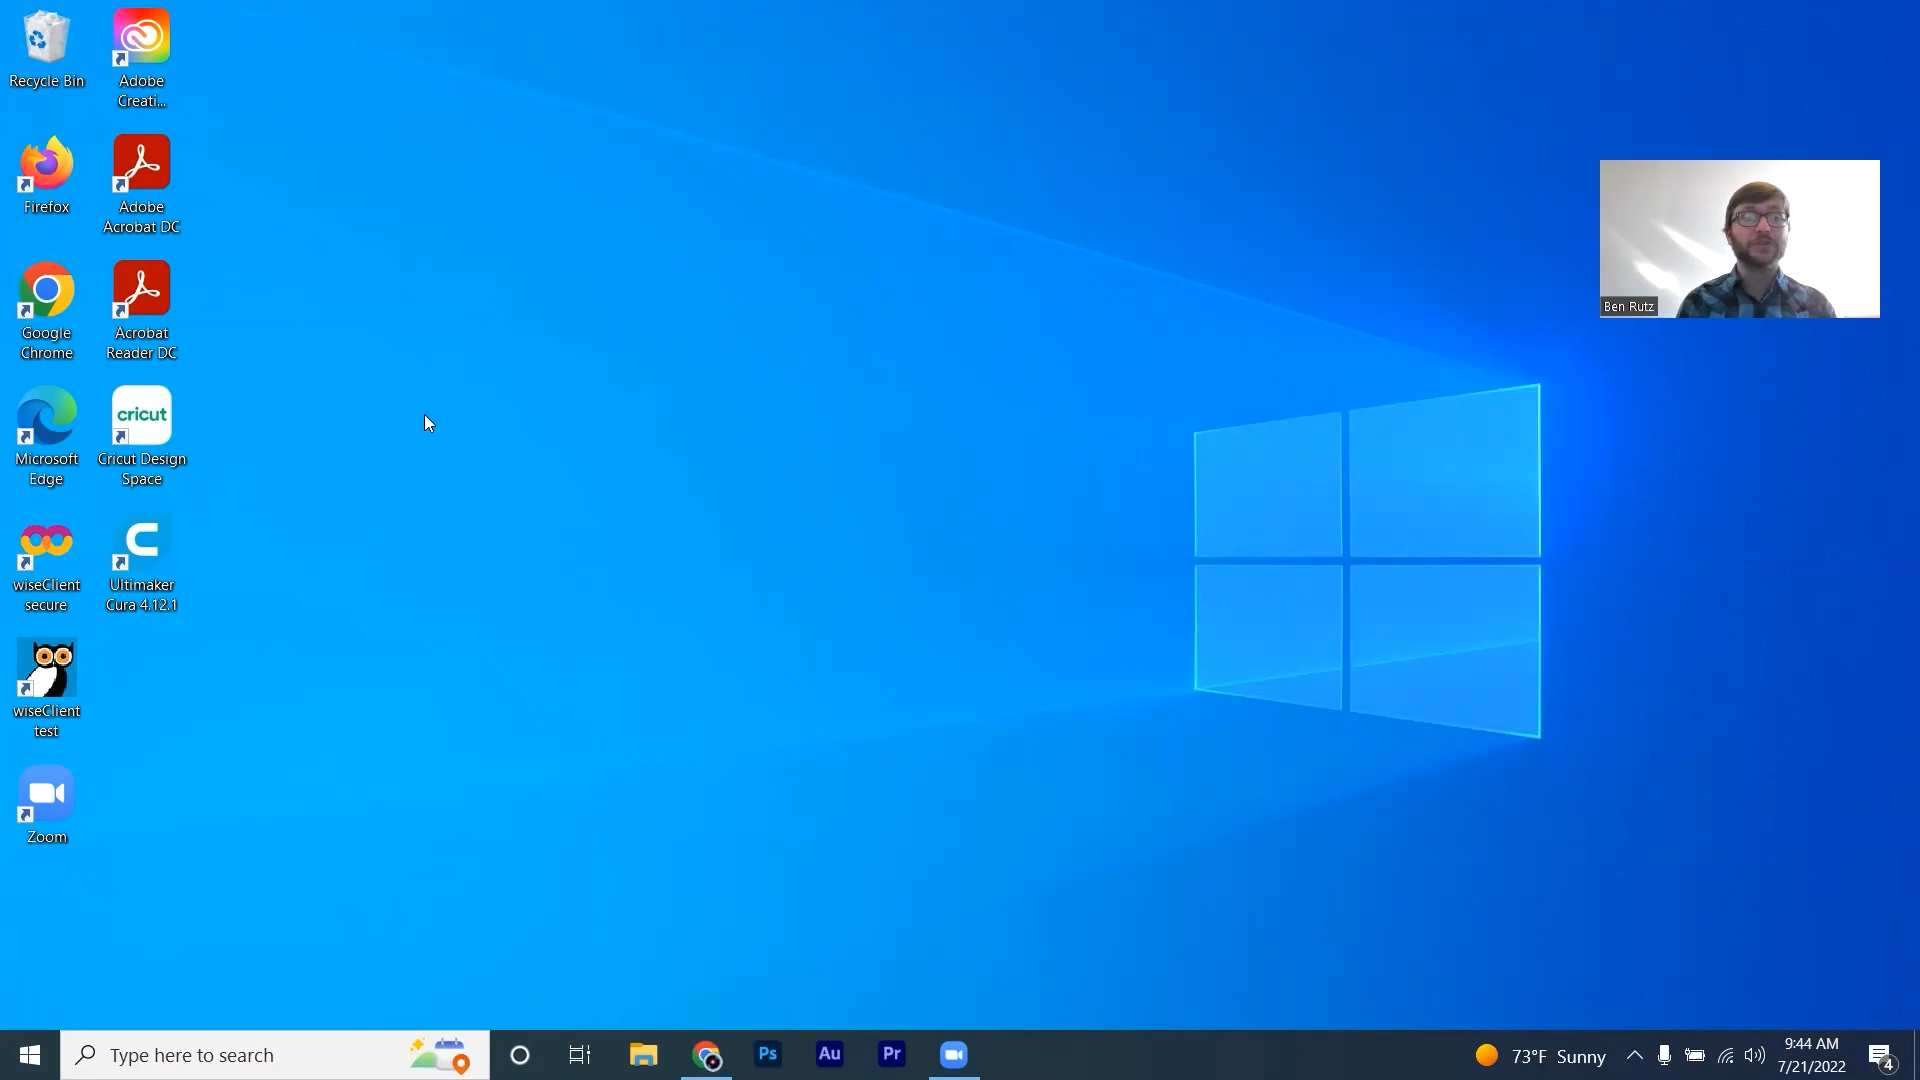 Recycle Bin
Adobe
Creati...
Firefox
Adobe
Acrobat DC
Google
Chrome
Acrobat
Reader DC
Microsoft
Edge
cricut
Cricut Design
Space
wiseClient
secure
Ultimaker
Cura 4.12.1
wiseClient
test
Zoom
Ben Rutz
Type here to search
Ps
Au
Pr
73°F Sunny
9:44 AM
7/21/2022
4